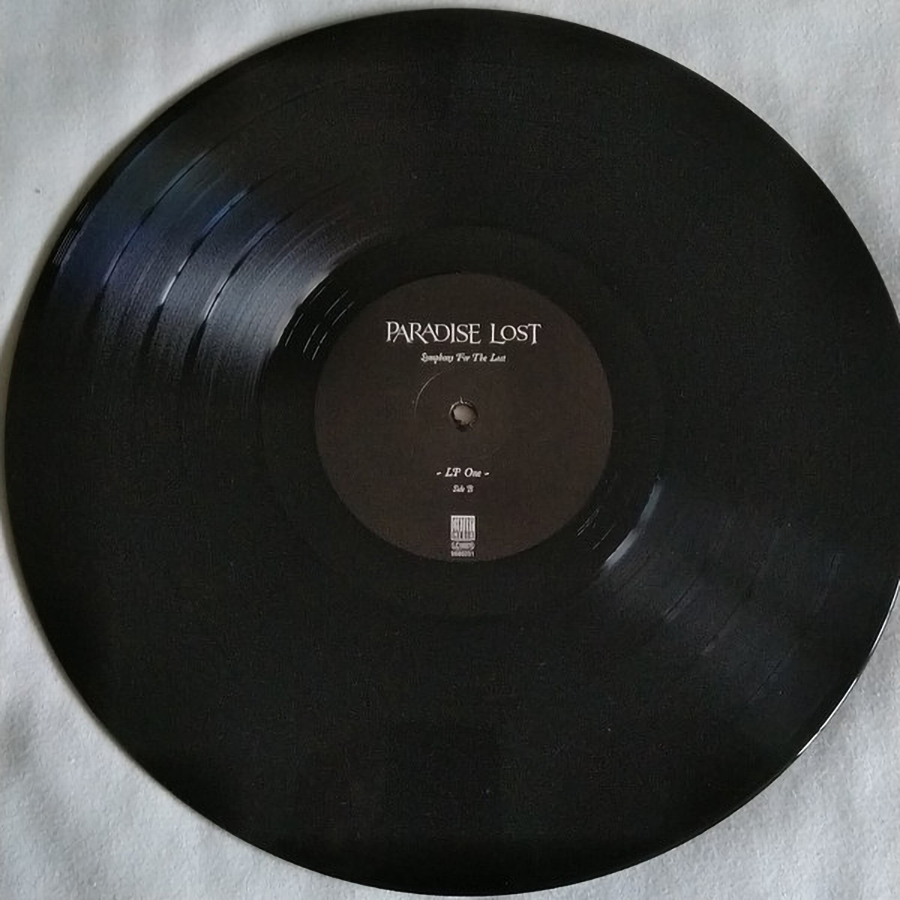 PARADISE LOST
Symphony For The Lost
- LP One -
Side B